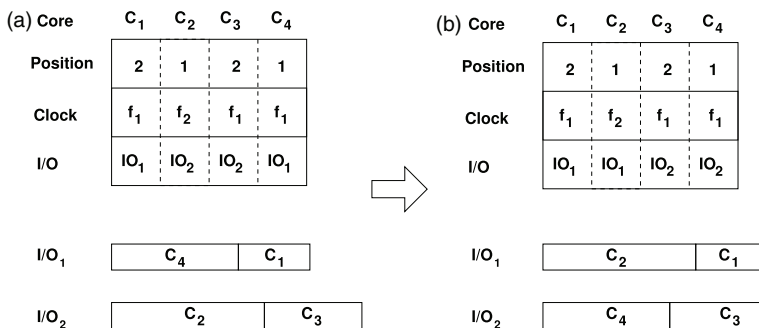 (a) Core C1 C2 C3 C4
Position 2 1 2 1
Clock f1 f2 f1 f1
I/O IO1 IO2 IO2 IO1
I/O1 C4 C1
I/O2 C2 C3
(b) Core C1 C2 C3 C4
Position 2 1 2 1
Clock f1 f2 f1 f1
I/O IO1 IO1 IO2 IO2
I/O1 C2 C1
I/O2 C4 C3